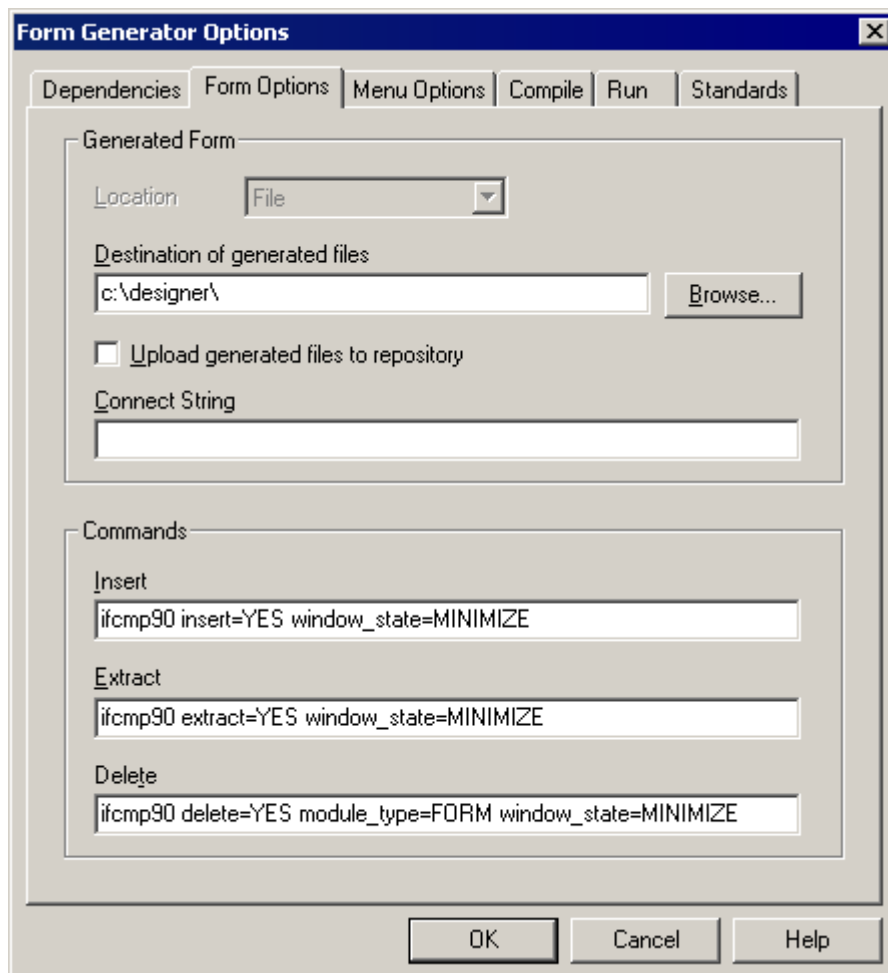 Form Generator Options
Dependencies Form Options Menu Options Compile Run Standards
Generated Form
Location File
Destination of generated files
c:\designer\ Browse...
Upload generated files to repository
Connect String
Commands
Insert
ifcmp90 insert=YES window_state=MINIMIZE
Extract
ifcmp90 extract=YES window_state=MINIMIZE
Delete
ifcmp90 delete=YES module_type=FORM window_state=MINIMIZE
OK Cancel Help